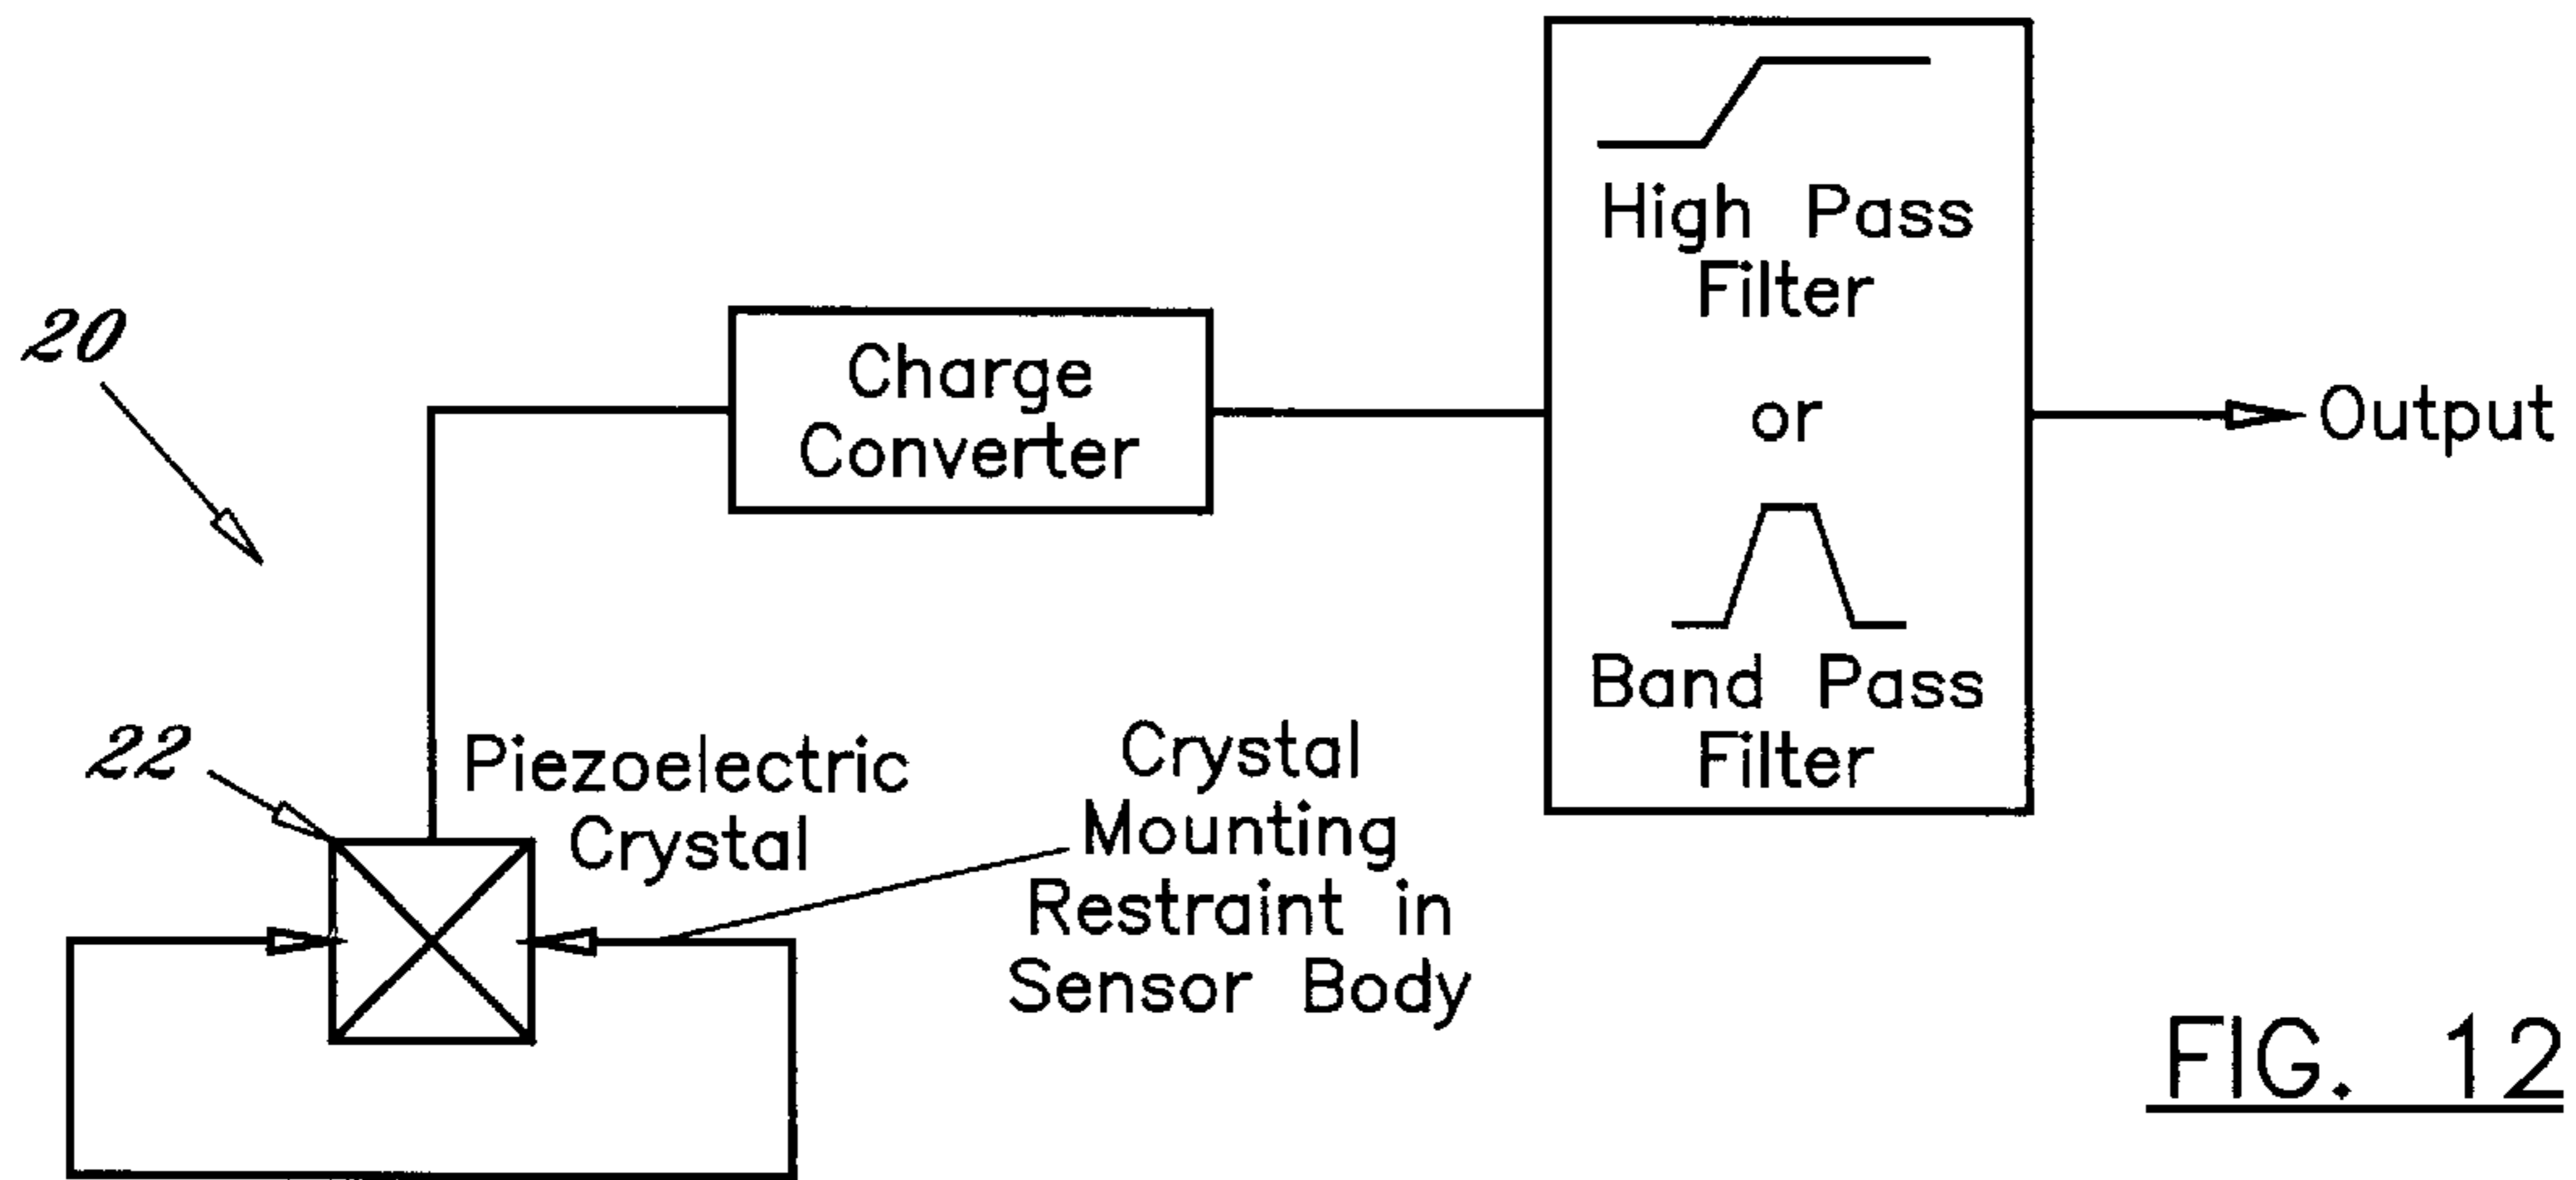 20
Charge
Converter
High Pass
Filter
or
Band Pass
Filter
Output
22
Piezoelectric
Crystal
Crystal
Mounting
Restraint in
Sensor Body
FIG. 12